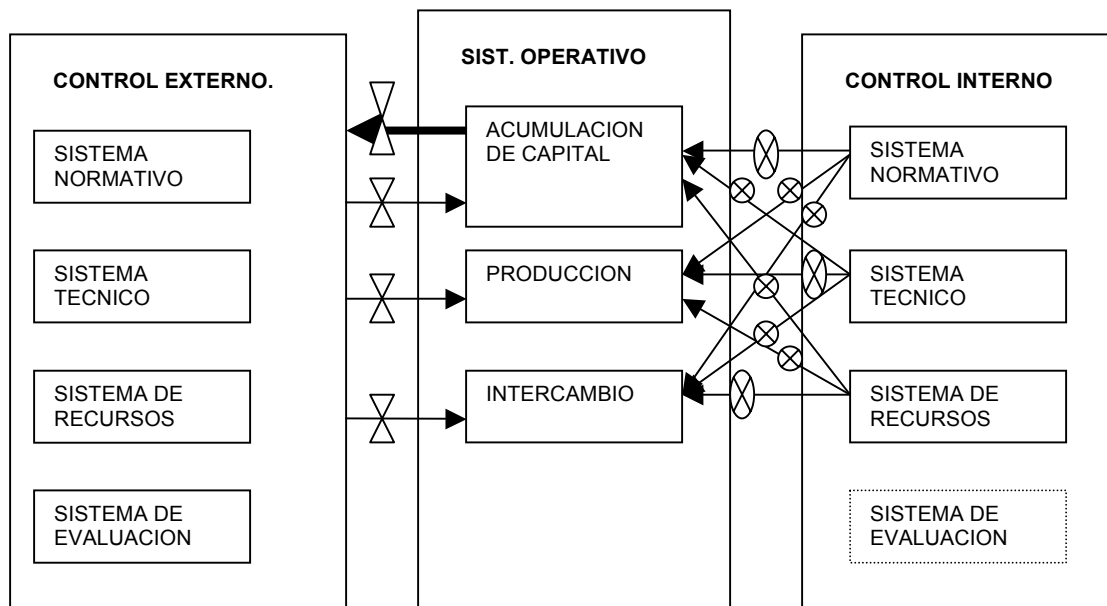 CONTROL EXTERNO.
SISTEMA
NORMATIVO
SISTEMA
TECNICO
SISTEMA DE
RECURSOS
SISTEMA DE
EVALUACION
SIST. OPERATIVO
ACUMULACION
DE CAPITAL
PRODUCCION
INTERCAMBIO
CONTROL INTERNO
SISTEMA
NORMATIVO
SISTEMA
TECNICO
SISTEMA DE
RECURSOS
SISTEMA DE
EVALUACION